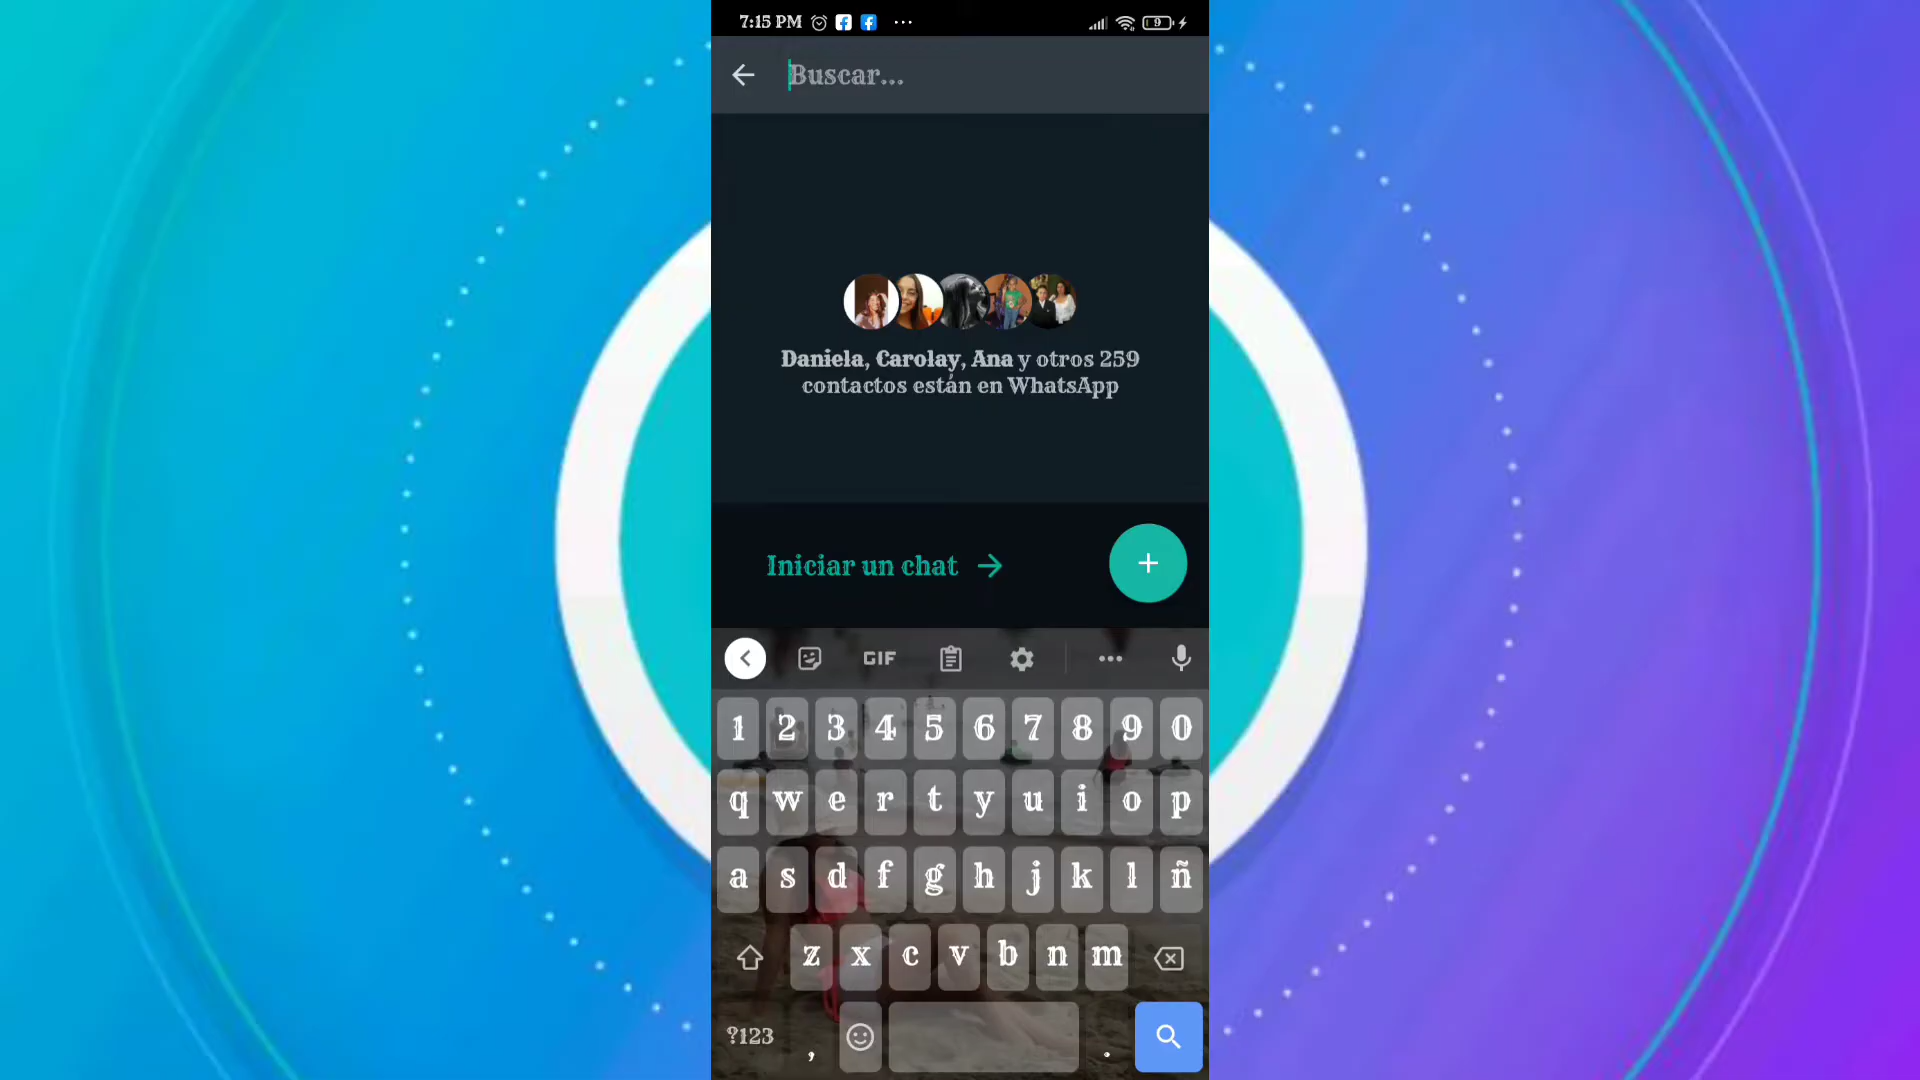 7:15 PM ... 9
Buscar...
Daniela, Carolay, Ana y otros 259
contactos están en WhatsApp
Iniciar un chat →
GIF
1 2 3 4 5 6 7 8 9 0
q w e r t y u i o p
a s d f g h j k l ñ
z x c v b n m
?123 , .